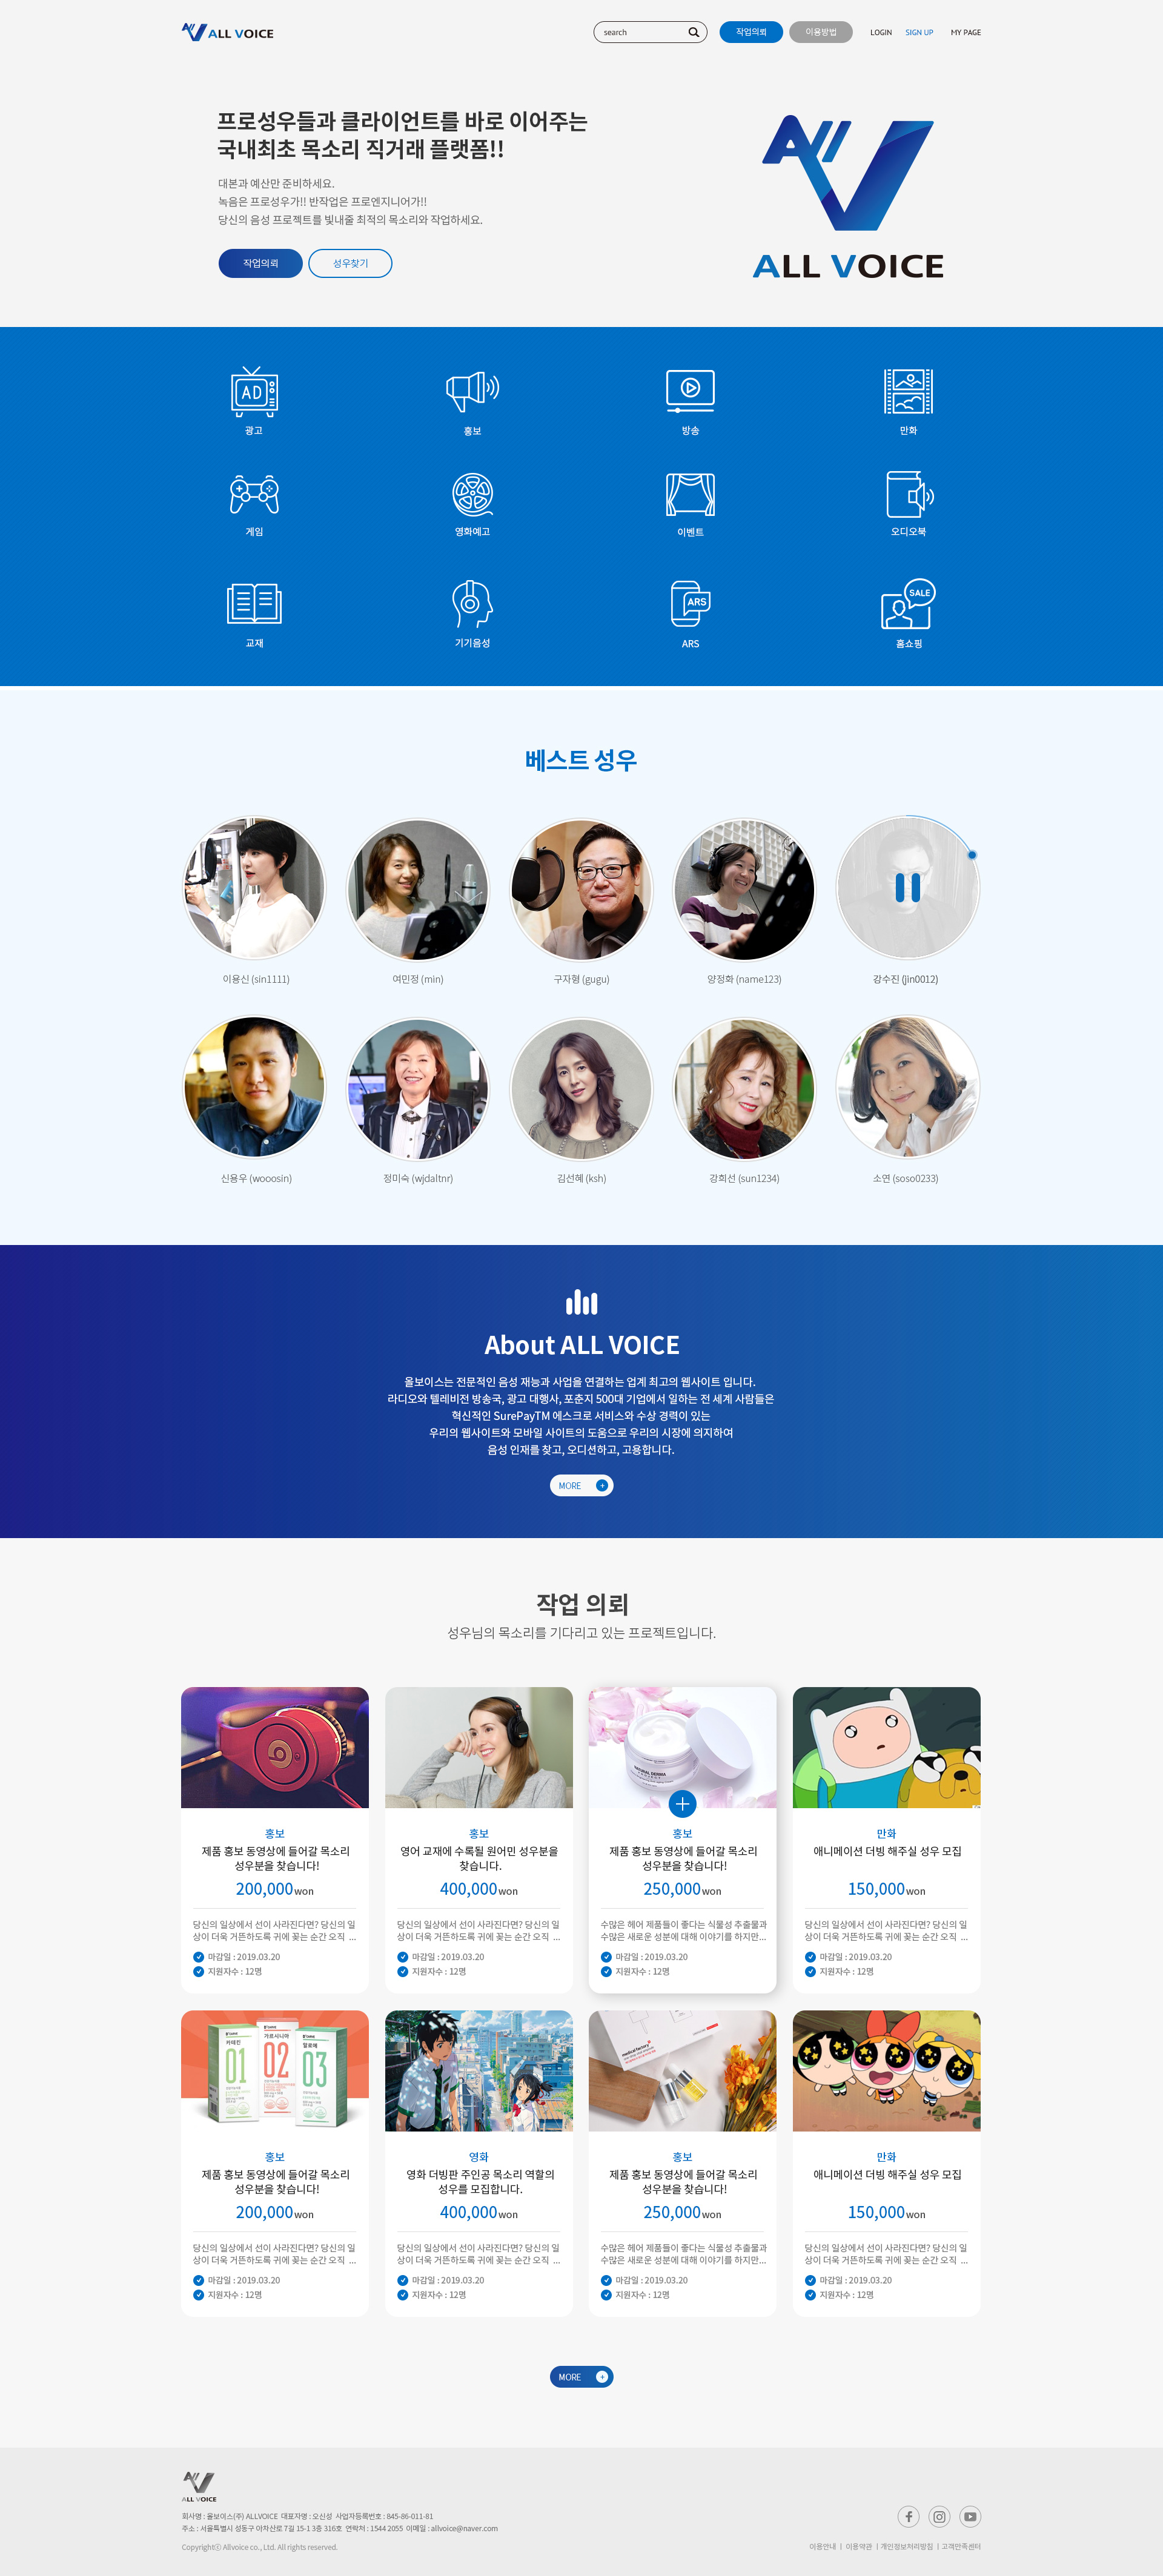 ALL VOICE
search
작업의뢰
이용방법
LOGIN
SIGN UP
MY PAGE
프로성우들과 클라이언트를 바로 이어주는
국내최초 목소리 직거래 플랫폼!!
대본과 예산만 준비하세요.
녹음은 프로성우가!! 반작업은 프로엔지니어가!!
당신의 음성 프로젝트를 빛내줄 최적의 목소리와 작업하세요.
작업의뢰
성우찾기
All V
ALL VOICE
AD
광고
홍보
방송
만화
게임
영화예고
이벤트
오디오북
교재
기기음성
ARS
ARS
SALE
홈쇼핑
베스트 성우
이용신 (sin1111)
여민정 (min)
구자형 (gugu)
양정화 (name123)
강수진 (jin0012)
신용우 (wooosin)
정미숙 (wjdaltnr)
김선혜 (ksh)
강희선 (sun1234)
소연 (soso0233)
About ALL VOICE
올보이스는 전문적인 음성 재능과 사업을 연결하는 업계 최고의 웹사이트 입니다.
라디오와 텔레비전 방송국, 광고 대행사, 포춘지 500대 기업에서 일하는 전 세계 사람들은
혁신적인 SurePayTM 에스크로 서비스와 수상 경력이 있는
우리의 웹사이트와 모바일 사이트의 도움으로 우리의 시장에 의지하여
음성 인재를 찾고, 오디션하고, 고용합니다.
MORE +
작업 의뢰
성우님의 목소리를 기다리고 있는 프로젝트입니다.
홍보
제품 홍보 동영상에 들어갈 목소리
성우분을 찾습니다!
200,000won
당신의 일상에서 선이 사라진다면? 당신의 일
상이 더욱 거뜬하도록 귀에 꽂는 순간 오직 ...
마감일 : 2019.03.20
지원자수 : 12명
홍보
영어 교재에 수록될 원어민 성우분을
찾습니다.
400,000won
당신의 일상에서 선이 사라진다면? 당신의 일
상이 더욱 거뜬하도록 귀에 꽂는 순간 오직 ...
마감일 : 2019.03.20
지원자수 : 12명
NATURAL DERMA
PROJECT
홍보
제품 홍보 동영상에 들어갈 목소리
성우분을 찾습니다!
250,000won
수많은 헤어 제품들이 좋다는 식물성 추출물과
수많은 새로운 성분에 대해 이야기를 하지만...
마감일 : 2019.03.20
지원자수 : 12명
만화
애니메이션 더빙 해주실 성우 모집
150,000won
당신의 일상에서 선이 사라진다면? 당신의 일
상이 더욱 거뜬하도록 귀에 꽂는 순간 오직 ...
마감일 : 2019.03.20
지원자수 : 12명
카테킨
01
가르시니아
02
알로에
03
홍보
제품 홍보 동영상에 들어갈 목소리
성우분을 찾습니다!
200,000won
당신의 일상에서 선이 사라진다면? 당신의 일
상이 더욱 거뜬하도록 귀에 꽂는 순간 오직 ...
마감일 : 2019.03.20
지원자수 : 12명
영화
영화 더빙판 주인공 목소리 역할의
성우를 모집합니다.
400,000won
당신의 일상에서 선이 사라진다면? 당신의 일
상이 더욱 거뜬하도록 귀에 꽂는 순간 오직 ...
마감일 : 2019.03.20
지원자수 : 12명
medical factory
홍보
제품 홍보 동영상에 들어갈 목소리
성우분을 찾습니다!
250,000won
수많은 헤어 제품들이 좋다는 식물성 추출물과
수많은 새로운 성분에 대해 이야기를 하지만...
마감일 : 2019.03.20
지원자수 : 12명
만화
애니메이션 더빙 해주실 성우 모집
150,000won
당신의 일상에서 선이 사라진다면? 당신의 일
상이 더욱 거뜬하도록 귀에 꽂는 순간 오직 ...
마감일 : 2019.03.20
지원자수 : 12명
MORE +
ALL VOICE
회사명 : 올보이스(주) ALLVOICE 대표자명 : 오신성 사업자등록번호 : 845-86-011-81
주소 : 서울특별시 성동구 아차산로 7길 15-1 3층 316호 연락처 : 1544 2055 이메일 : allvoice@naver.com
Copyrightⓒ Allvoice co., Ltd. All rights reserved.
이용안내 | 이용약관 | 개인정보처리방침 | 고객만족센터